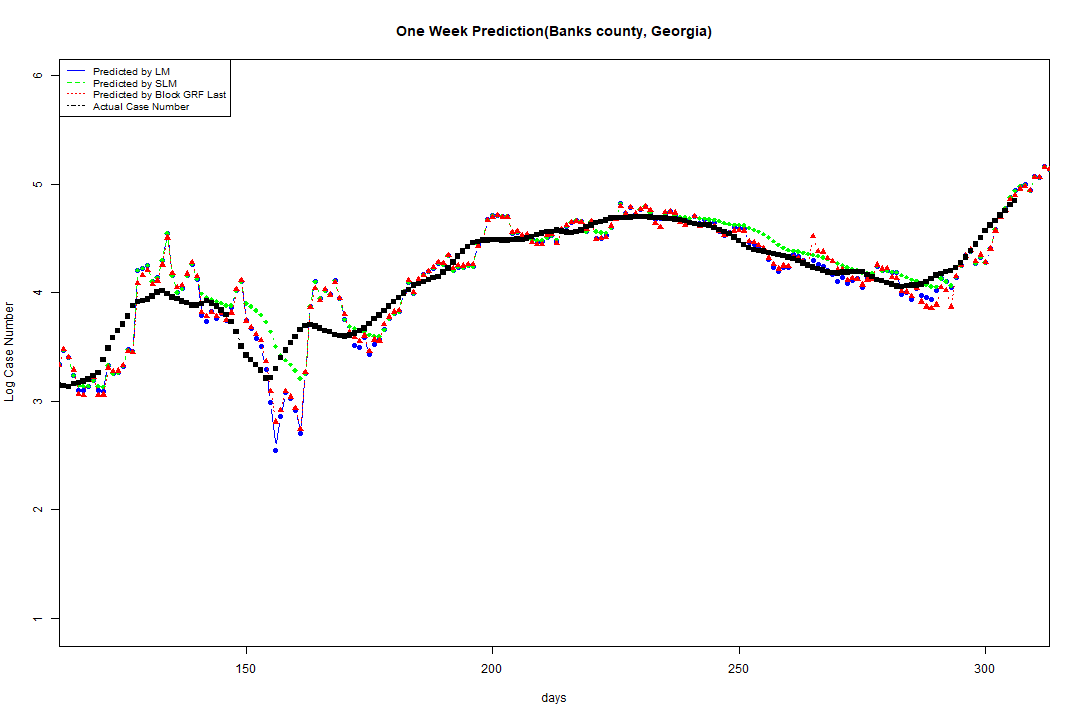 One Week Prediction(Banks county, Georgia)
Predicted by LM
Predicted by SLM
Predicted by Block GRF Last
Actual Case Number
6
5
4
3
2
1
Log Case Number
150 200 250 300
days